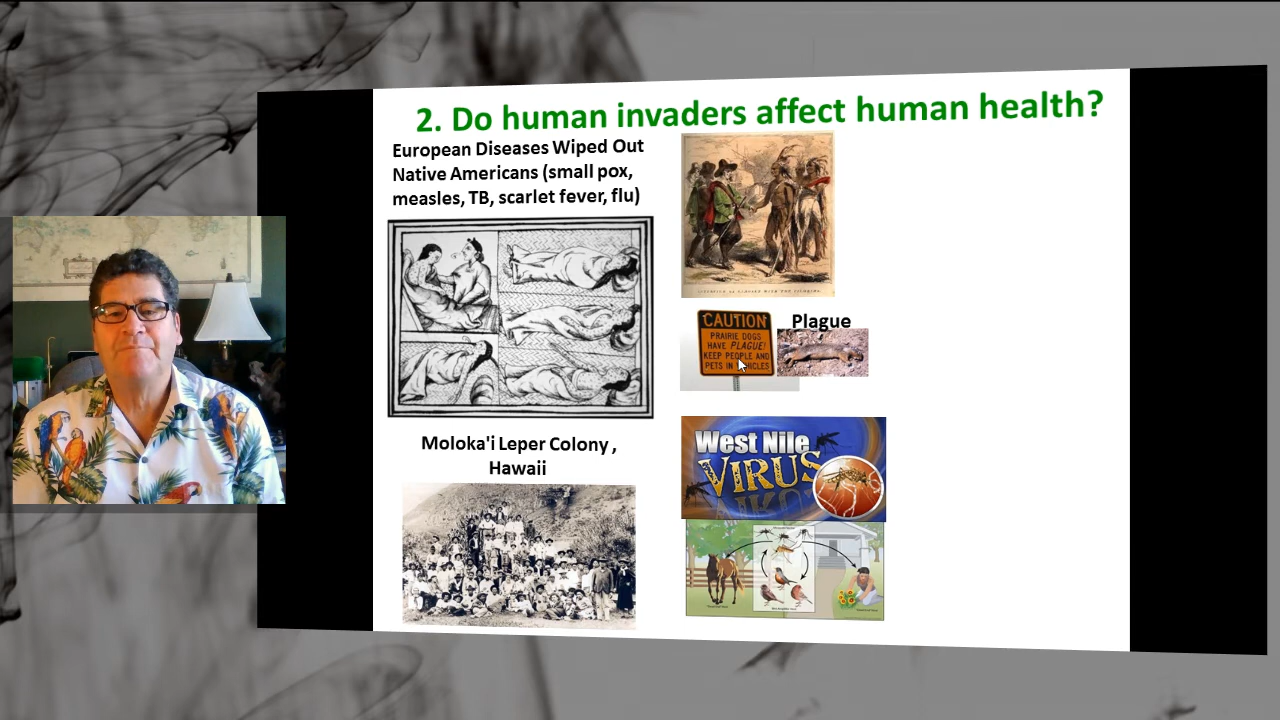 2. Do human invaders affect human health?
European Diseases Wiped Out
Native Americans (small pox,
measles, TB, scarlet fever, flu)
CAUTION
PRAIRIE DOGS
HAVE PLAGUE!
KEEP PEOPLE AND
PETS IN
Plague
Moloka'i Leper Colony ,
Hawaii
West Nile
VIRUS